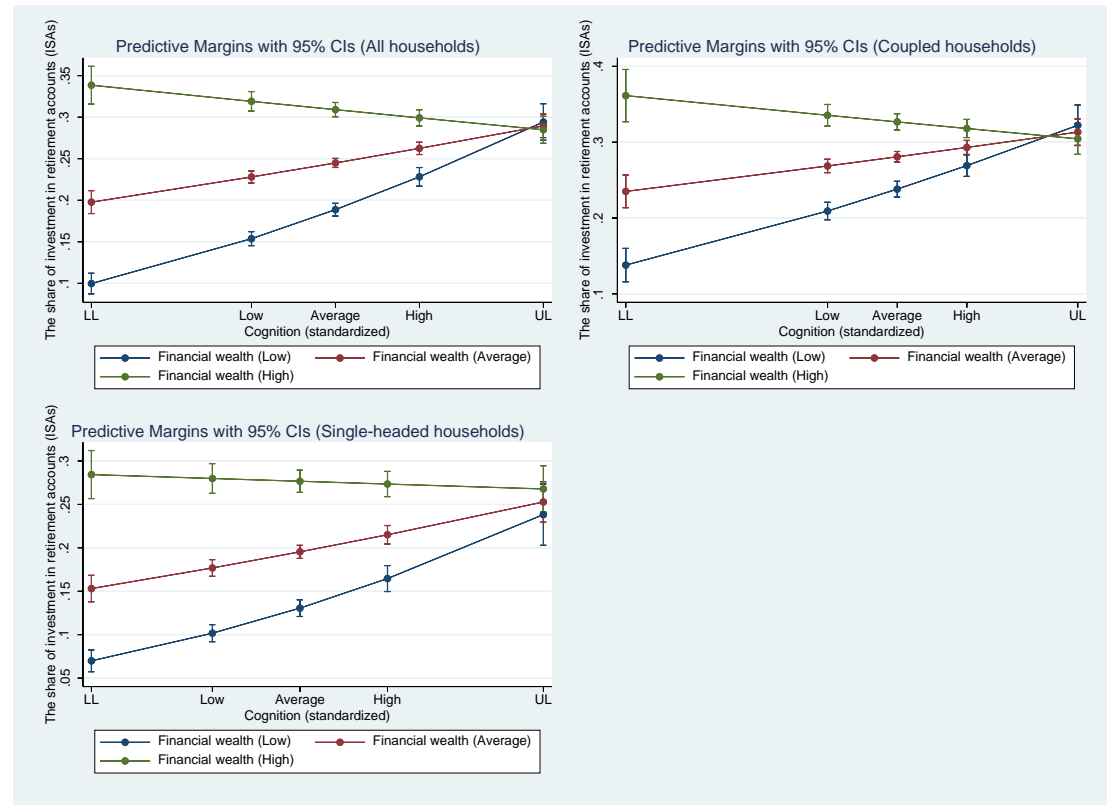 Predictive Margins with 95% CIs (All households)
The share of investment in retirement accounts (ISAs)
.35
.3
.25
.2
.15
.1
LL Low Average High UL
Cognition (standardized)
Financial wealth (Low) Financial wealth (Average)
Financial wealth (High)
Predictive Margins with 95% CIs (Coupled households)
The share of investment in retirement accounts (ISAs)
.4
.3
.2
.1
LL Low Average High UL
Cognition (standardized)
Financial wealth (Low) Financial wealth (Average)
Financial wealth (High)
Predictive Margins with 95% CIs (Single-headed households)
The share of investment in retirement accounts (ISAs)
.3
.25
.2
.15
.1
.05
LL Low Average High UL
Cognition (standardized)
Financial wealth (Low) Financial wealth (Average)
Financial wealth (High)